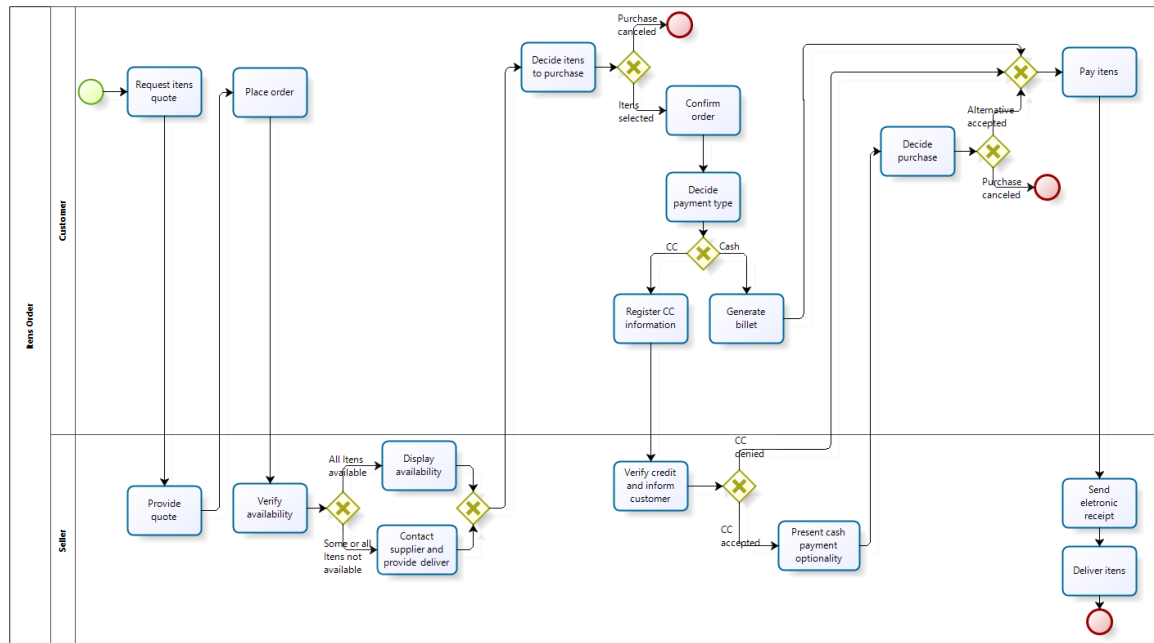 Itens Order
Customer
Seller
Request itens
quote
Place order
Provide
quote
Verify
availability
All Itens
available
Some or all
Itens not
available
Display
availability
Contact
supplier and
provide deliver
Decide itens
to purchase
Purchase
canceled
Itens
selected
Confirm
order
Decide
payment type
CC
Cash
Register CC
information
Generate
billet
Verify credit
and inform
customer
CC
denied
CC
accepted
Present cash
payment
optionality
Decide
purchase
Alternative
accepted
Purchase
canceled
Pay itens
Send
eletronic
receipt
Deliver itens